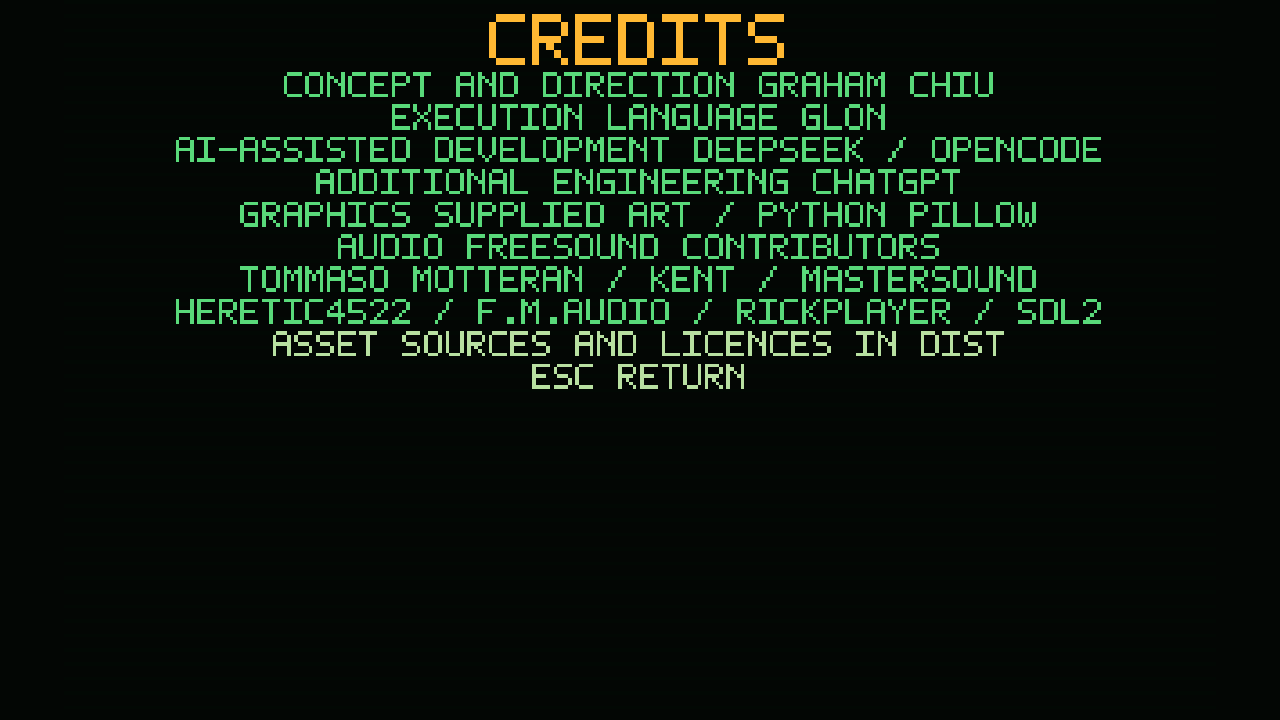 CREDITS
CONCEPT AND DIRECTION GRAHAM CHIU
EXECUTION LANGUAGE GLON
AI-ASSISTED DEVELOPMENT DEEPSEEK / OPENCODE
ADDITIONAL ENGINEERING CHATGPT
GRAPHICS SUPPLIED ART / PYTHON PILLOW
AUDIO FREESOUND CONTRIBUTORS
TOMMASO MOTTERAN / KENT / MASTERSOUND
HERETIC4522 / F.M.AUDIO / RICKPLAYER / SDL2
ASSET SOURCES AND LICENCES IN DIST
ESC RETURN